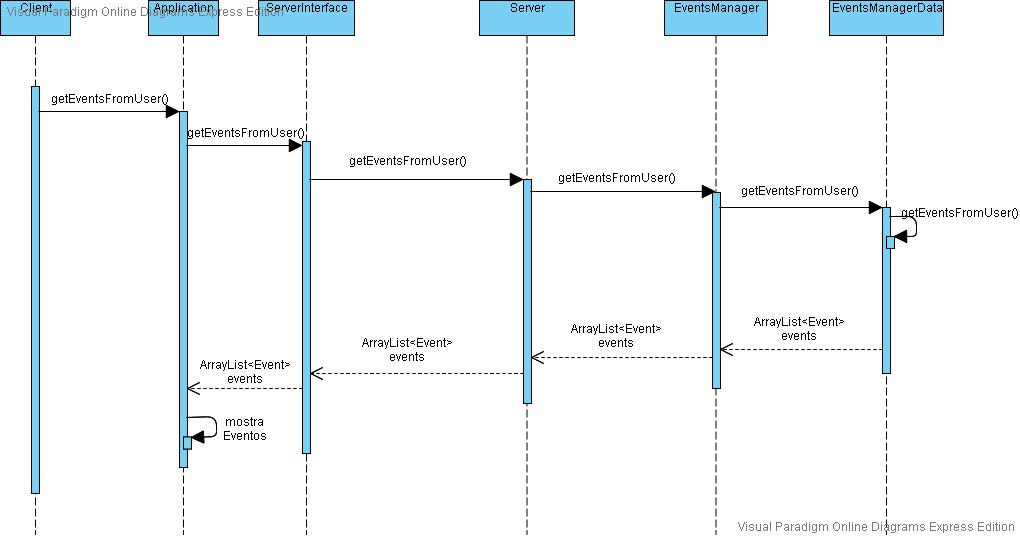 Client
Application
ServerInterface
Server
EventsManager
EventsManagerData
Visual Paradigm Online Diagrams Express Edition
getEventsFromUser()
getEventsFromUser()
getEventsFromUser()
getEventsFromUser()
getEventsFromUser()
getEventsFromUser()
ArrayList<Event>
events
ArrayList<Event>
events
ArrayList<Event>
events
ArrayList<Event>
events
mostra
Eventos
Visual Paradigm Online Diagrams Express Edition